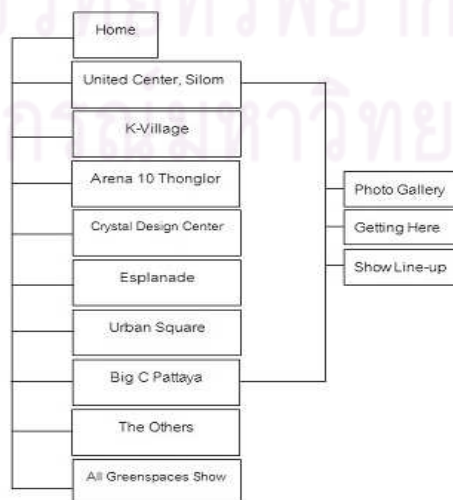 Home
United Center, Silom
K-Village
Arena 10 Thonglor
Crystal Design Center
Esplanade
Urban Square
Big C Pattaya
The Others
All Greenspaces Show
Photo Gallery
Getting Here
Show Line-up